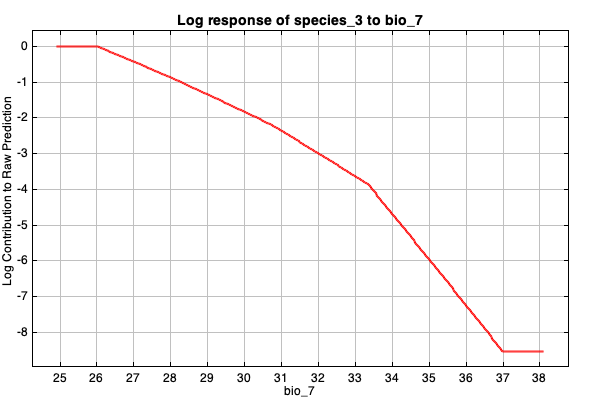 Log response of species_3 to bio_7
Log Contribution to Raw Prediction
0
-1
-2
-3
-4
-5
-6
-7
-8
25 26 27 28 29 30 31 32 33 34 35 36 37 38
bio_7